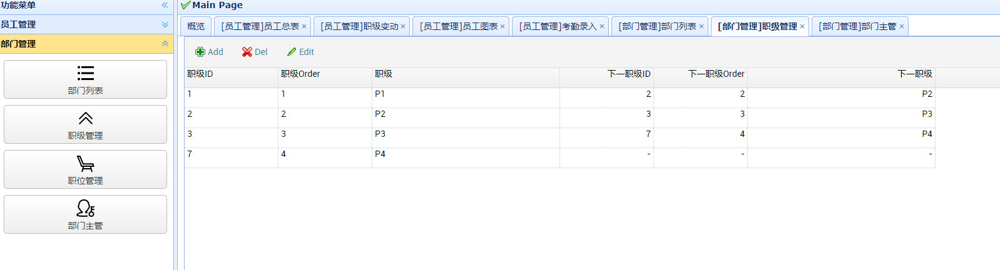 功能菜单
员工管理
部门管理
部门列表
职级管理
职位管理
部门主管
Main Page
概览 [员工管理]员工总表 [员工管理]职级变动 [员工管理]员工图表 [员工管理]考勤录入 [部门管理]部门列表 [部门管理]职级管理 [部门管理]部门主管
Add Del Edit
职级ID 职级Order 职级 下一职级ID 下一职级Order 下一职级
1 1 P1 2 2 P2
2 2 P2 3 3 P3
3 3 P3 7 4 P4
7 4 P4 - - -